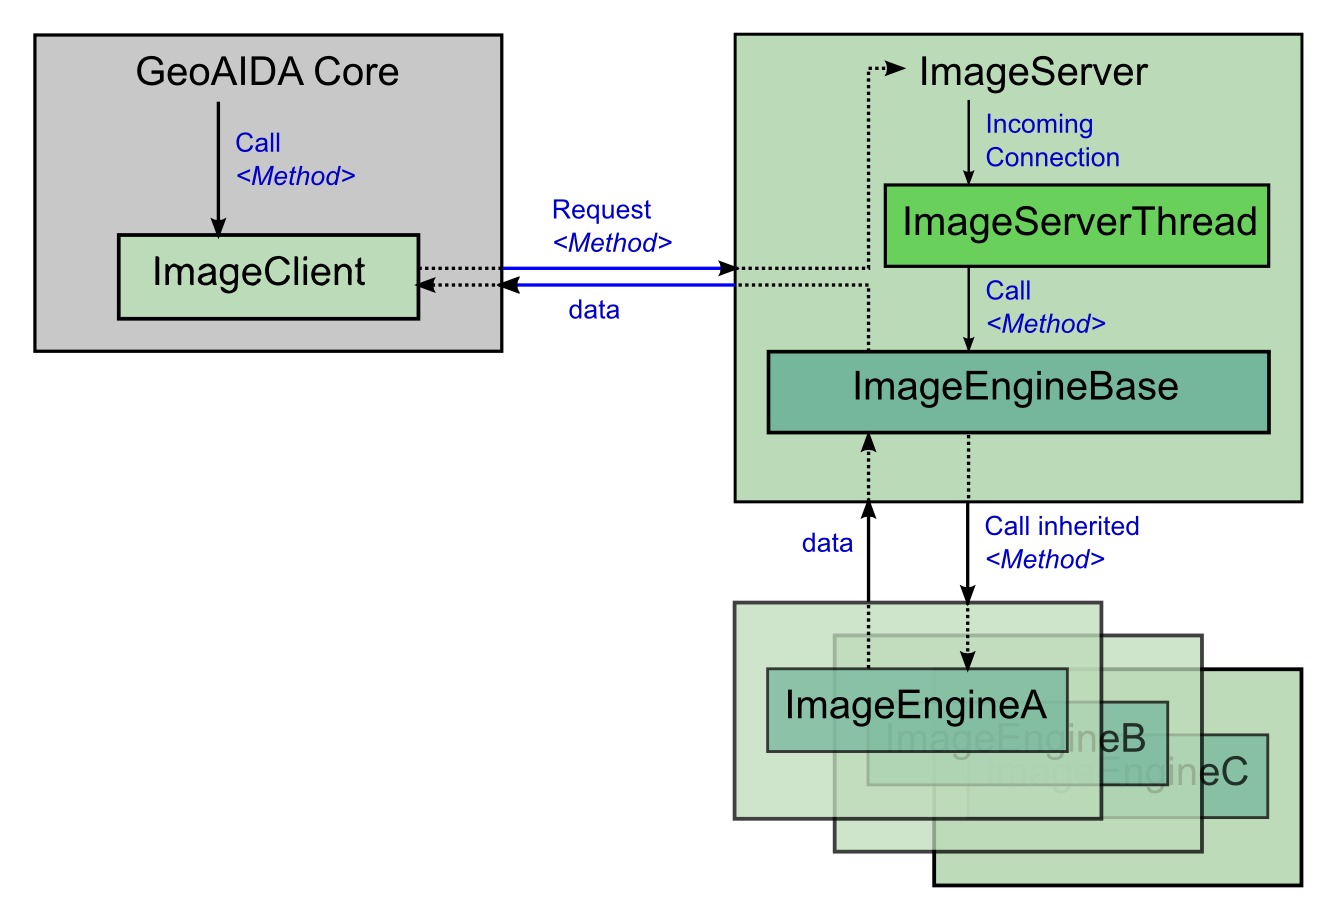 GeoAIDA Core
Call
<Method>
ImageClient
Request
<Method>
data
ImageServer
Incoming
Connection
ImageServerThread
Call
<Method>
ImageEngineBase
data
Call inherited
<Method>
ImageEngineA
ImageEngineB
ImageEngineC